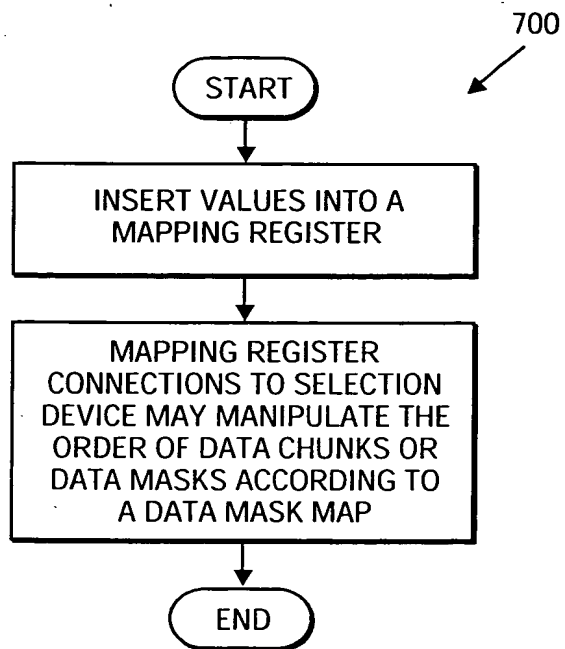 700
START
INSERT VALUES INTO A
MAPPING REGISTER
MAPPING REGISTER
CONNECTIONS TO SELECTION
DEVICE MAY MANIPULATE THE
ORDER OF DATA CHUNKS OR
DATA MASKS ACCORDING TO
A DATA MASK MAP
END